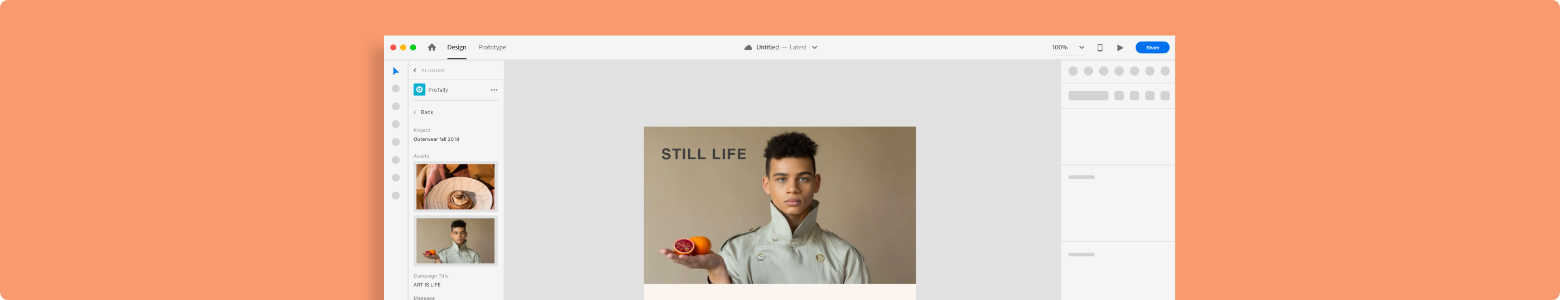 Design
Prototype
Untitled — Latest
100%
Share
PLUGINS
ProTally
Back
Project
Outerwear fall 2019
Assets
Campaign Title
ART IS LIFE
Message
STILL LIFE